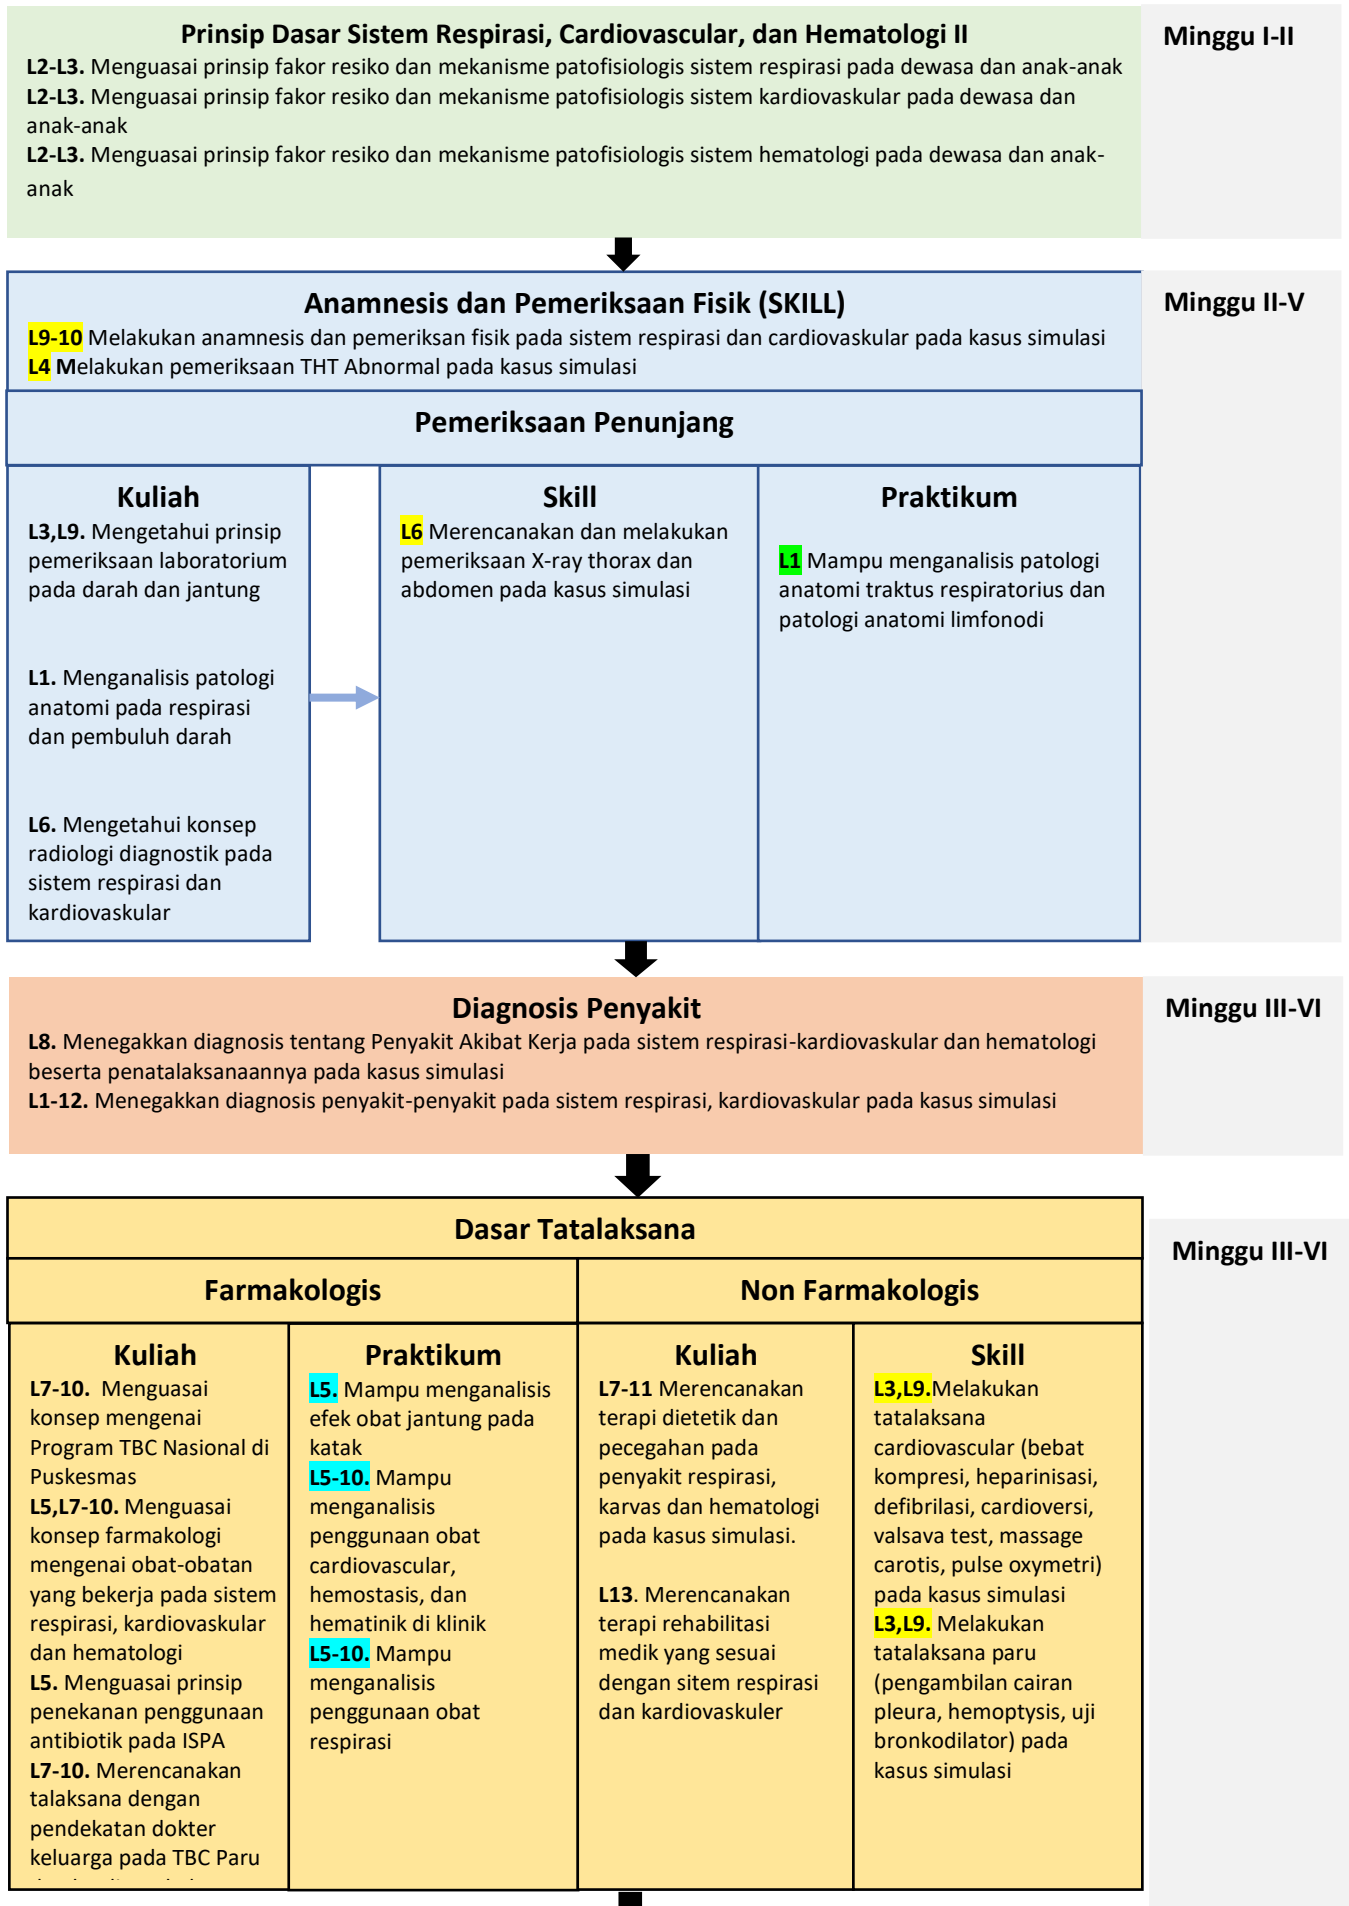 Prinsip Dasar Sistem Respirasi, Cardiovascular, dan Hematologi II
L2-L3. Menguasai prinsip fakor resiko dan mekanisme patofisiologis sistem respirasi pada dewasa dan anak-anak
L2-L3. Menguasai prinsip fakor resiko dan mekanisme patofisiologis sistem kardiovaskular pada dewasa dan
anak-anak
L2-L3. Menguasai prinsip fakor resiko dan mekanisme patofisiologis sistem hematologi pada dewasa dan anak-
anak
Minggu I-II
Anamnesis dan Pemeriksaan Fisik (SKILL)
L9-10 Melakukan anamnesis dan pemeriksan fisik pada sistem respirasi dan cardiovaskular pada kasus simulasi
L4 Melakukan pemeriksaan THT Abnormal pada kasus simulasi
Minggu II-V
Pemeriksaan Penunjang
Kuliah
L3,L9. Mengetahui prinsip
pemeriksaan laboratorium
pada darah dan jantung
L1. Menganalisis patologi
anatomi pada respirasi
dan pembuluh darah
L6. Mengetahui konsep
radiologi diagnostik pada
sistem respirasi dan
kardiovaskular
Skill
L6 Merencanakan dan melakukan
pemeriksaan X-ray thorax dan
abdomen pada kasus simulasi
Praktikum
L1 Mampu menganalisis patologi
anatomi traktus respiratorius dan
patologi anatomi limfonodi
Diagnosis Penyakit
L8. Menegakkan diagnosis tentang Penyakit Akibat Kerja pada sistem respirasi-kardiovaskular dan hematologi
beserta penatalaksanaannya pada kasus simulasi
L1-12. Menegakkan diagnosis penyakit-penyakit pada sistem respirasi, kardiovaskular pada kasus simulasi
Minggu III-VI
Dasar Tatalaksana
Minggu III-VI
Farmakologis
Non Farmakologis
Kuliah
L7-10. Menguasai
konsep mengenai
Program TBC Nasional di
Puskesmas
L5,L7-10. Menguasai
konsep farmakologi
mengenai obat-obatan
yang bekerja pada sistem
respirasi, kardiovaskular
dan hematologi
L5. Menguasai prinsip
penekanan penggunaan
antibiotik pada ISPA
L7-10. Merencanakan
talaksana dengan
pendekatan dokter
keluarga pada TBC Paru
Praktikum
L5. Mampu menganalisis
efek obat jantung pada
katak
L5-10. Mampu
menganalisis
penggunaan obat
cardiovascular,
hemostasis, dan
hematinik di klinik
L5-10. Mampu
menganalisis
penggunaan obat
respirasi
Kuliah
L7-11 Merencanakan
terapi dietetik dan
pecegahan pada
penyakit respirasi,
karvas dan hematologi
pada kasus simulasi.
L13. Merencanakan
terapi rehabilitasi
medik yang sesuai
dengan sitem respirasi
dan kardiovaskuler
Skill
L3,L9.Melakukan
tatalaksana
cardiovascular (bebat
kompresi, heparinisasi,
defibrilasi, cardioversi,
valsava test, massage
carotis, pulse oxymetri)
pada kasus simulasi
L3,L9. Melakukan
tatalaksana paru
(pengambilan cairan
pleura, hemoptysis, uji
bronkodilator) pada
kasus simulasi